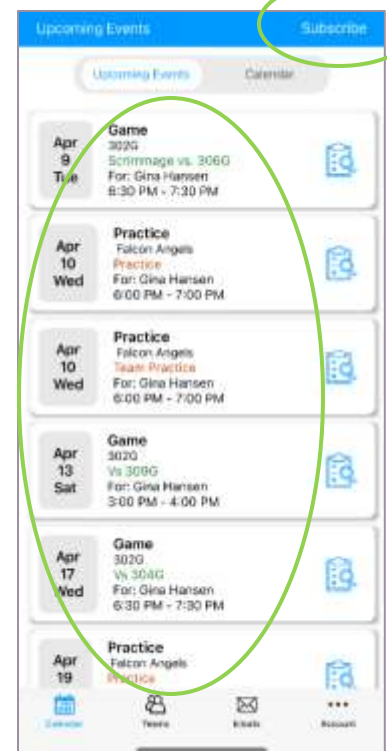 Upcoming Events
Subscribe
Upcoming Events
Calendar
Apr
9
Tue
Game
302G
Scrimmage vs. 306G
For: Gina Hansen
6:30 PM - 7:30 PM
Apr
10
Wed
Practice
Falcon Angels
Practice
For: Gina Hansen
6:00 PM - 7:00 PM
Apr
10
Wed
Practice
Falcon Angels
Team Practice
For: Gina Hansen
6:00 PM - 7:00 PM
Apr
13
Sat
Game
302G
Vs 309G
For: Gina Hansen
3:00 PM - 4:00 PM
Apr
17
Wed
Game
302G
Vs 304G
For: Gina Hansen
6:30 PM - 7:30 PM
Apr
19
Practice
Falcon Angels
Practice
Calendar
Teams
Emails
Account